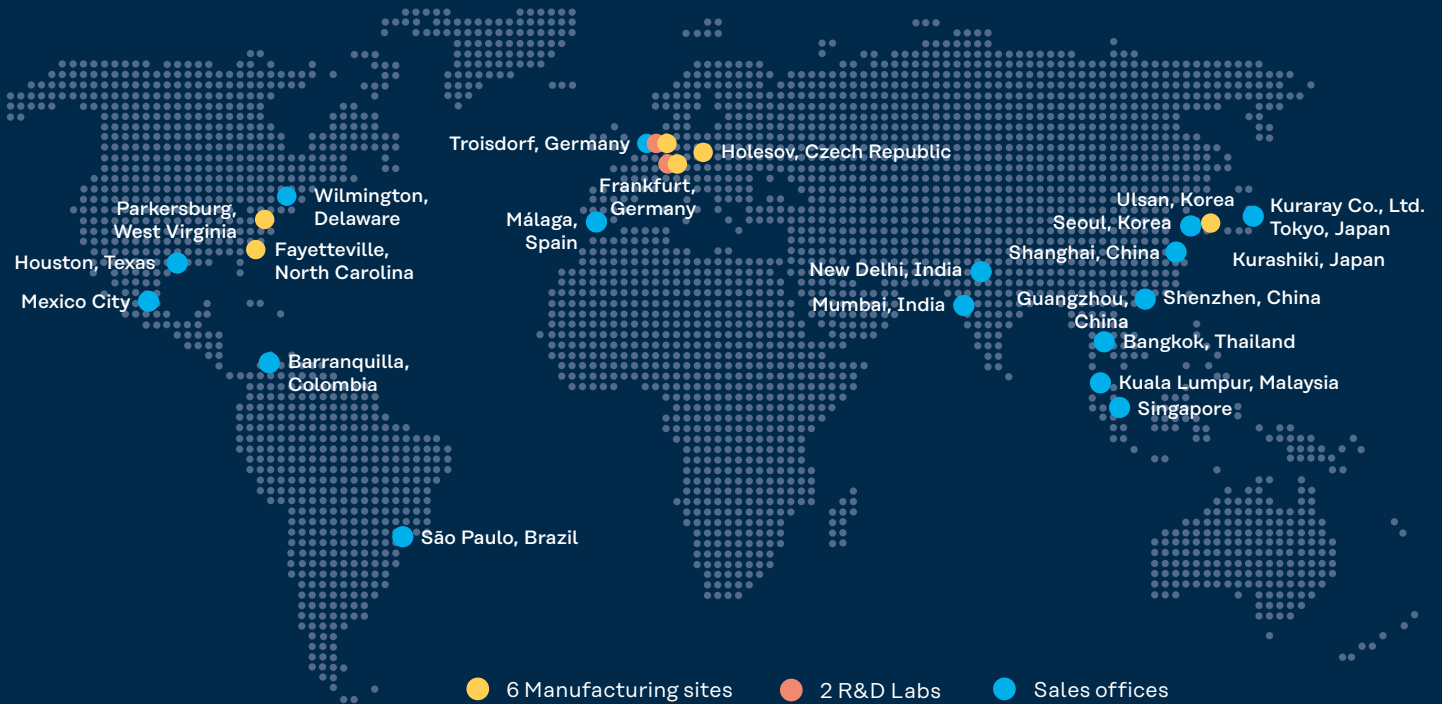 Troisdorf, Germany
Holesov, Czech Republic
Frankfurt,
Germany
Málaga,
Spain
Wilmington,
Delaware
Parkersburg,
West Virginia
Fayetteville,
North Carolina
Houston, Texas
Mexico City
Barranquilla,
Colombia
São Paulo, Brazil
Ulsan, Korea
Seoul, Korea
Kuraray Co., Ltd.
Tokyo, Japan
Kurashiki, Japan
Shanghai, China
New Delhi, India
Mumbai, India
Guangzhou,
China
Shenzhen, China
Bangkok, Thailand
Kuala Lumpur, Malaysia
Singapore
6 Manufacturing sites
2 R&D Labs
Sales offices